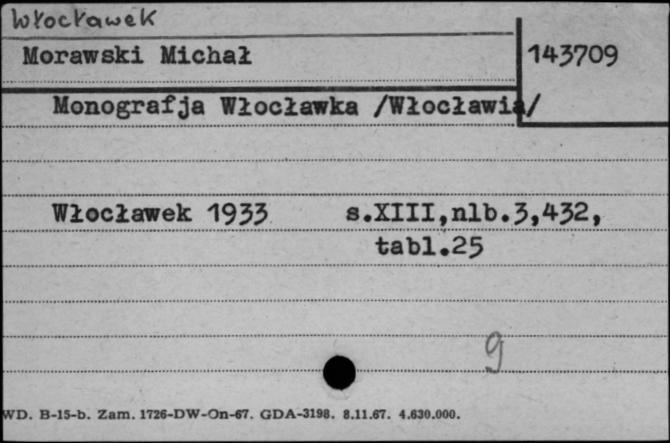 Włocławek
Morawski Michał
143709
Monografja Włocławka /Włocławia/
Włocławek 1933 s.XIII,nlb.3,432,
tabl.25
9
WD. B-15-b. Zam. 1726-DW-On-67. GDA-3198. 8.11.67. 4.630.000.